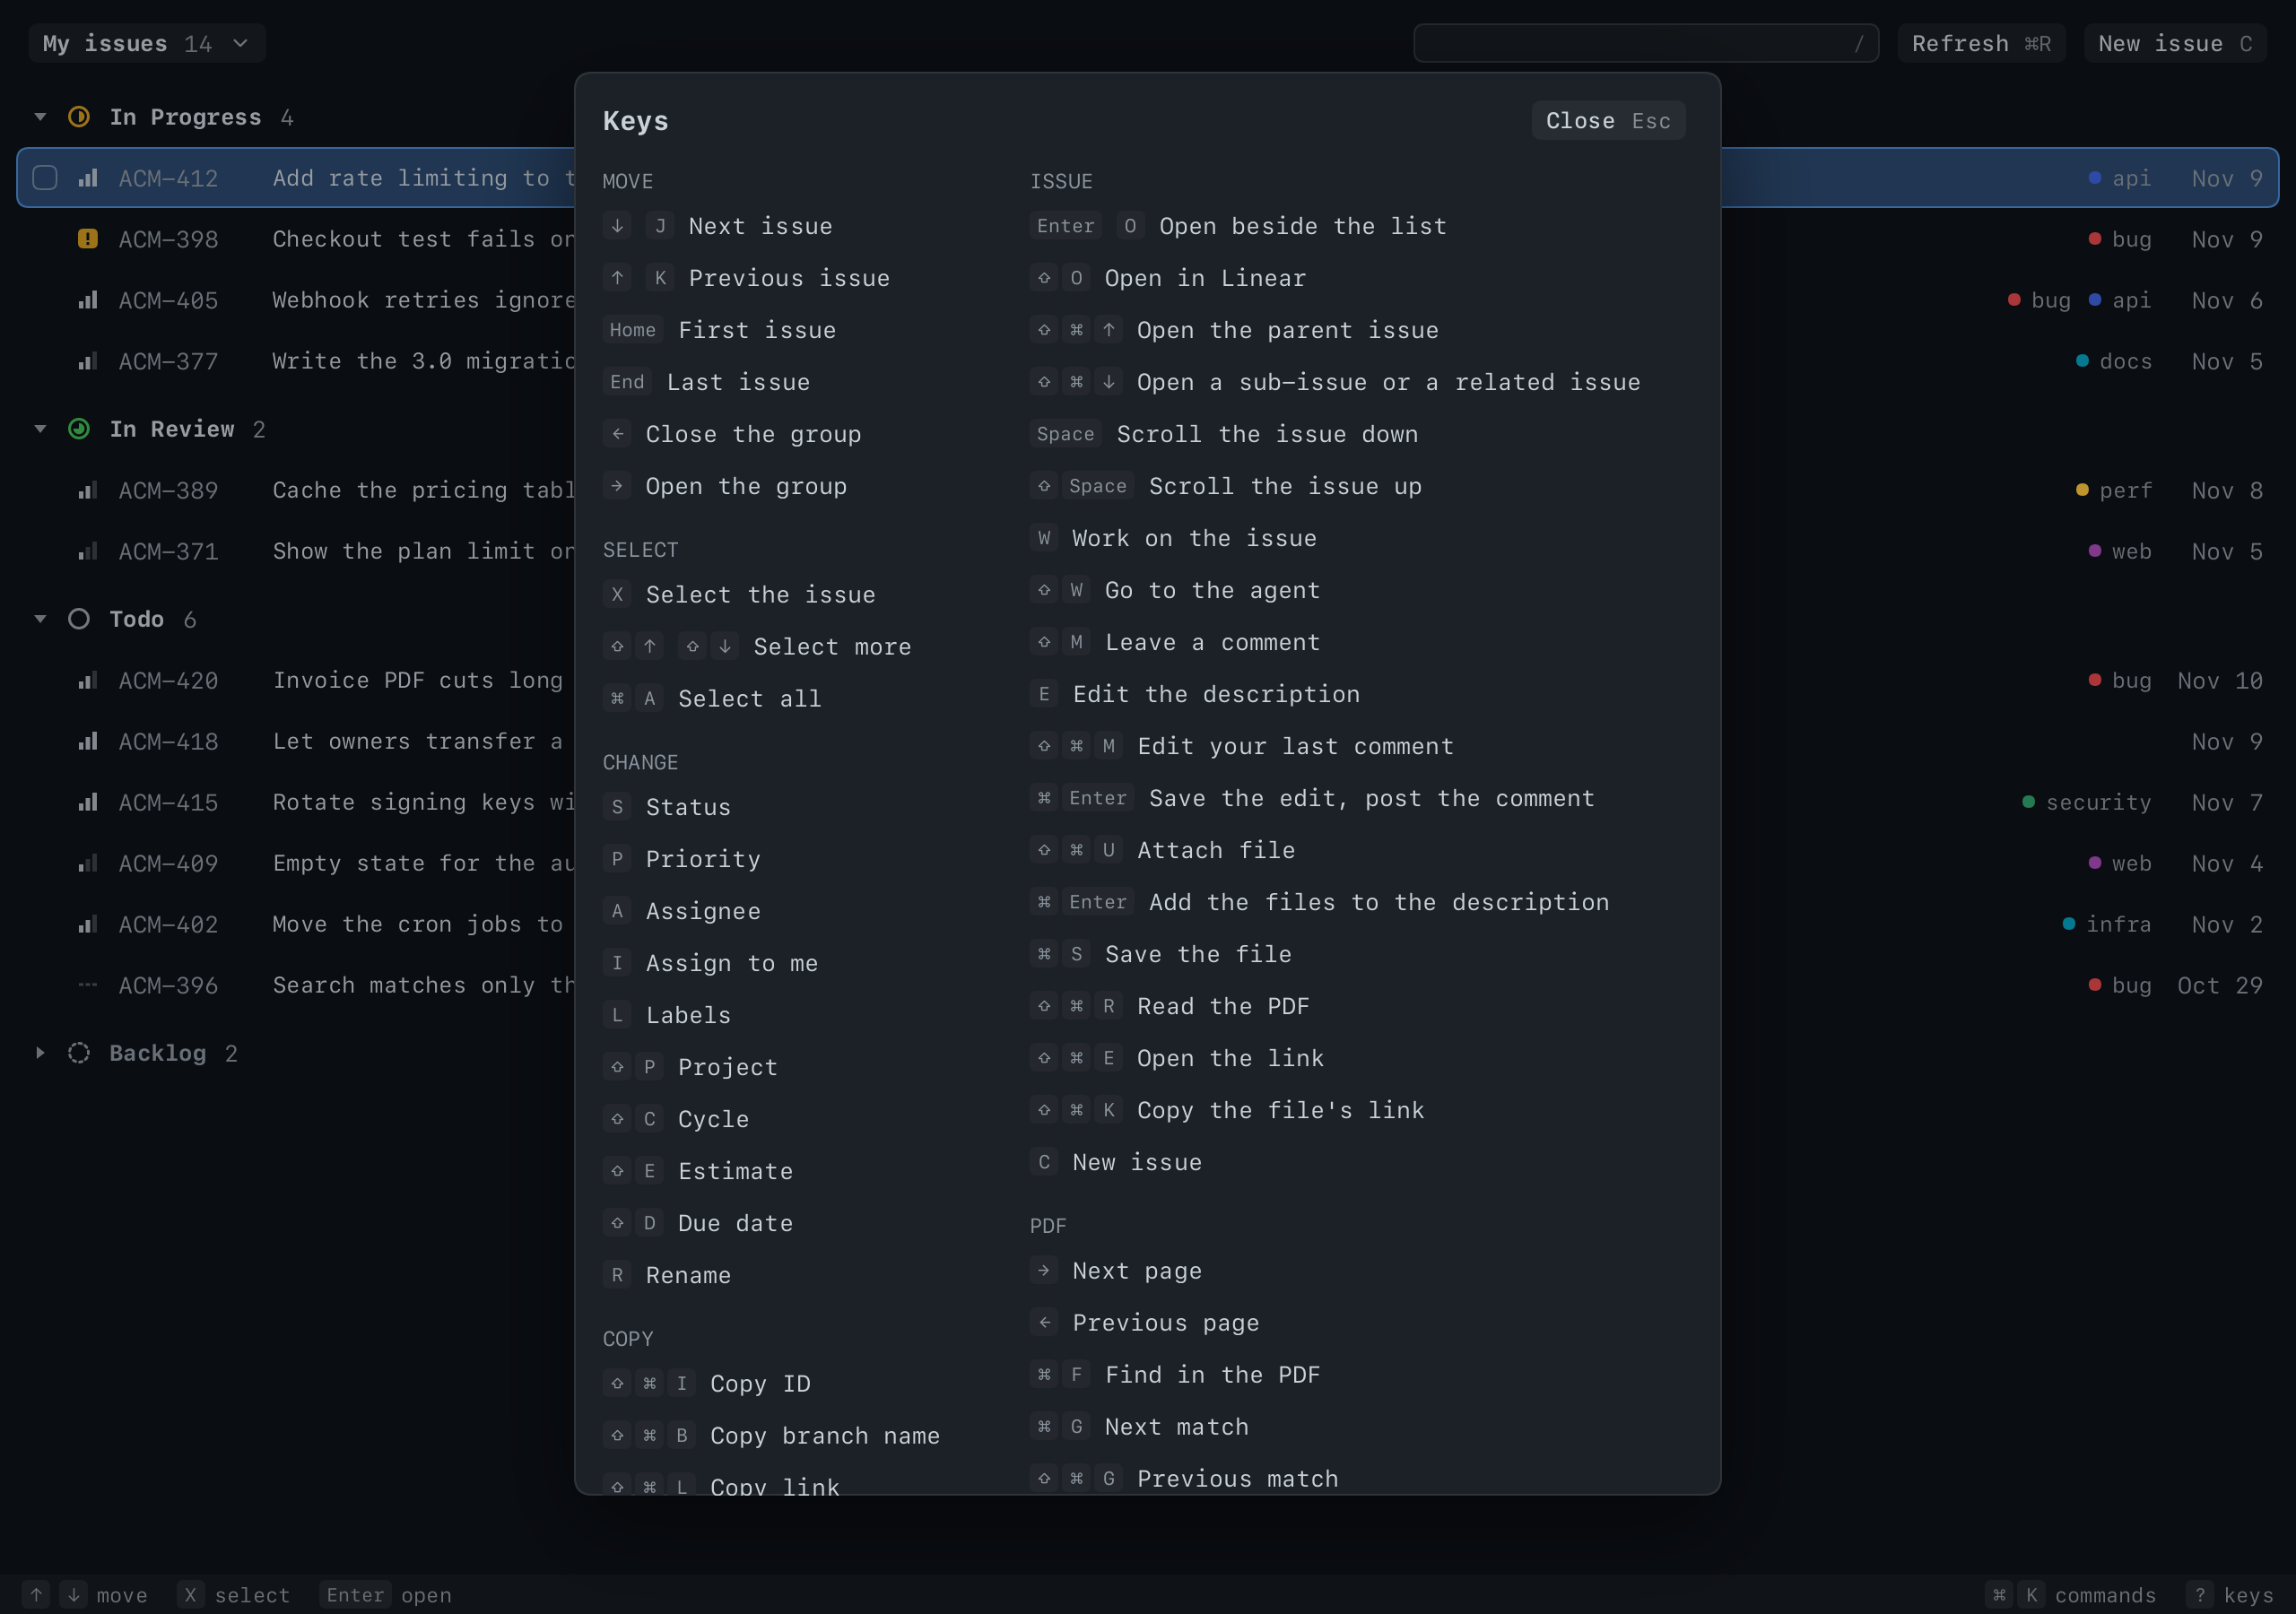 My issues 14
/
Refresh ⌘R
New issue C
In Progress 4
ACM-412 Add rate limiting to t
api Nov 9
ACM-398 Checkout test fails on
bug Nov 9
ACM-405 Webhook retries ignore
bug api Nov 6
ACM-377 Write the 3.0 migratio
docs Nov 5
In Review 2
ACM-389 Cache the pricing tabl
perf Nov 8
ACM-371 Show the plan limit on
web Nov 5
Todo 6
ACM-420 Invoice PDF cuts long
bug Nov 10
ACM-418 Let owners transfer a
Nov 9
ACM-415 Rotate signing keys wi
security Nov 7
ACM-409 Empty state for the au
web Nov 4
ACM-402 Move the cron jobs to
infra Nov 2
ACM-396 Search matches only th
bug Oct 29
Backlog 2
Keys
Close Esc
MOVE
↓ J Next issue
↑ K Previous issue
Home First issue
End Last issue
← Close the group
→ Open the group
SELECT
X Select the issue
⇧ ↑ ⇧ ↓ Select more
⌘ A Select all
CHANGE
S Status
P Priority
A Assignee
I Assign to me
L Labels
⇧ P Project
⇧ C Cycle
⇧ E Estimate
⇧ D Due date
R Rename
COPY
⇧ ⌘ I Copy ID
⇧ ⌘ B Copy branch name
⇧ ⌘ L Copy link
ISSUE
Enter O Open beside the list
⇧ O Open in Linear
⇧ ⌘ ↑ Open the parent issue
⇧ ⌘ ↓ Open a sub-issue or a related issue
Space Scroll the issue down
⇧ Space Scroll the issue up
W Work on the issue
⇧ W Go to the agent
⇧ M Leave a comment
E Edit the description
⇧ ⌘ M Edit your last comment
⌘ Enter Save the edit, post the comment
⇧ ⌘ U Attach file
⌘ Enter Add the files to the description
⌘ S Save the file
⇧ ⌘ R Read the PDF
⇧ ⌘ E Open the link
⇧ ⌘ K Copy the file's link
C New issue
PDF
→ Next page
← Previous page
⌘ F Find in the PDF
⌘ G Next match
⇧ ⌘ G Previous match
↑ ↓ move X select Enter open
⌘ K commands ? keys